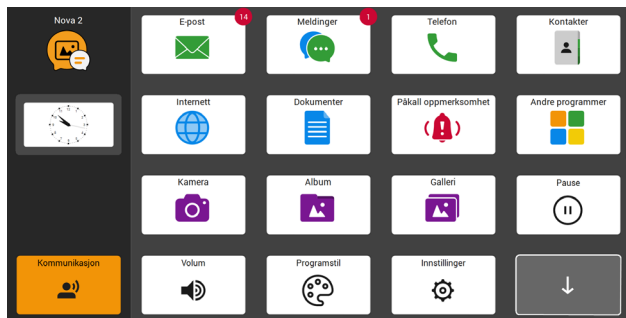 Nova 2
E-post
14
Meldinger
1
Telefon
Kontakter
Internett
Dokumenter
Påkall oppmerksomhet
Andre programmer
Kamera
Album
Galleri
Pause
Kommunikasjon
Volum
Programstil
Innstillinger